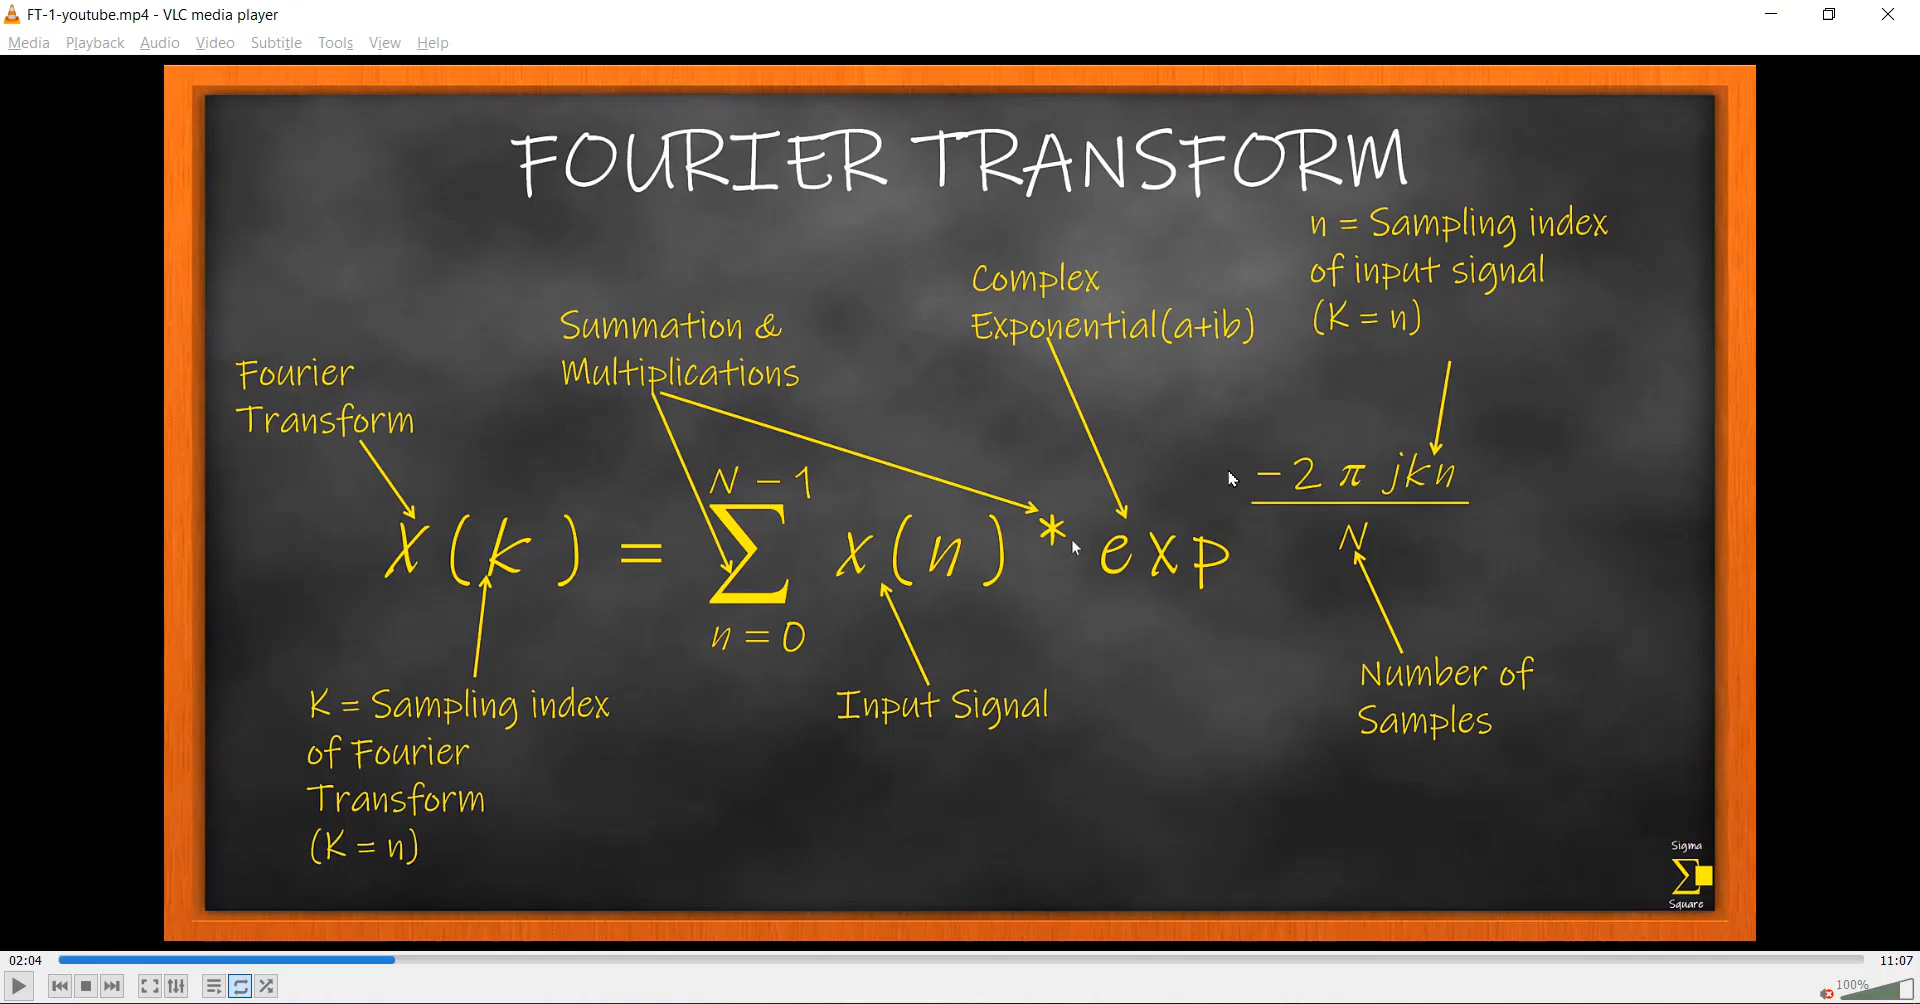 FT-1-youtube.mp4 - VLC media player
Media Playback Audio Video Subtitle Tools View Help
FOURIER TRANSFORM
n = Sampling index
of input signal
(K = n)
Complex
Exponential(a+ib)
Summation &
Multiplications
Fourier
Transform
N - 1
X(k) = ∑ x(n) * exp
n = 0
-2 π jkn
N
K = Sampling index
of Fourier
Transform
(K = n)
Input Signal
Number of
Samples
Sigma
∑
Square
02:04
11:07
100%